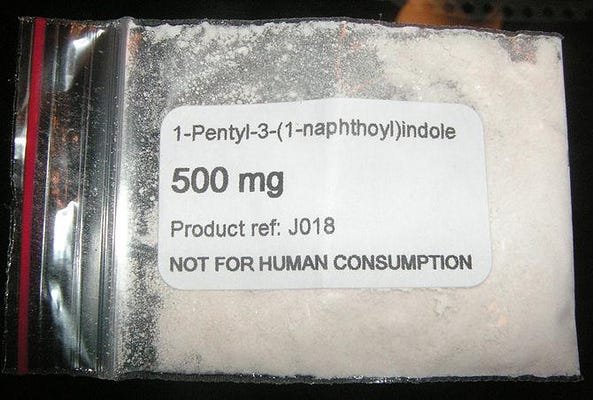 1-Pentyl-3-(1-naphthoyl)indole
500 mg
Product ref: J018
NOT FOR HUMAN CONSUMPTION